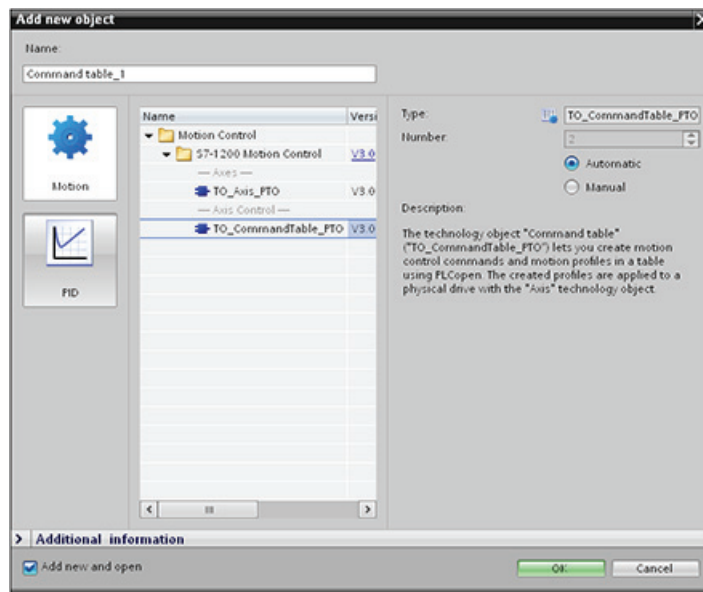 Add new object
Name:
Command table_1
Motion
PID
Name Versi
Motion Control
S7-1200 Motion Control V3.0
— Axes —
TO_Axis_PTO V3.0
— Axis Control —
TO_CommandTable_PTO V3.0
Type: TO_CommandTable_PTO
Number: 2
Automatic
Manual
Description:
The technology object "Command table"
("TO_CommandTable_PTO") lets you create motion
control commands and motion profiles in a table
using PLCopen. The created profiles are applied to a
physical drive with the "Axis" technology object.
Additional information
Add new and open
OK Cancel